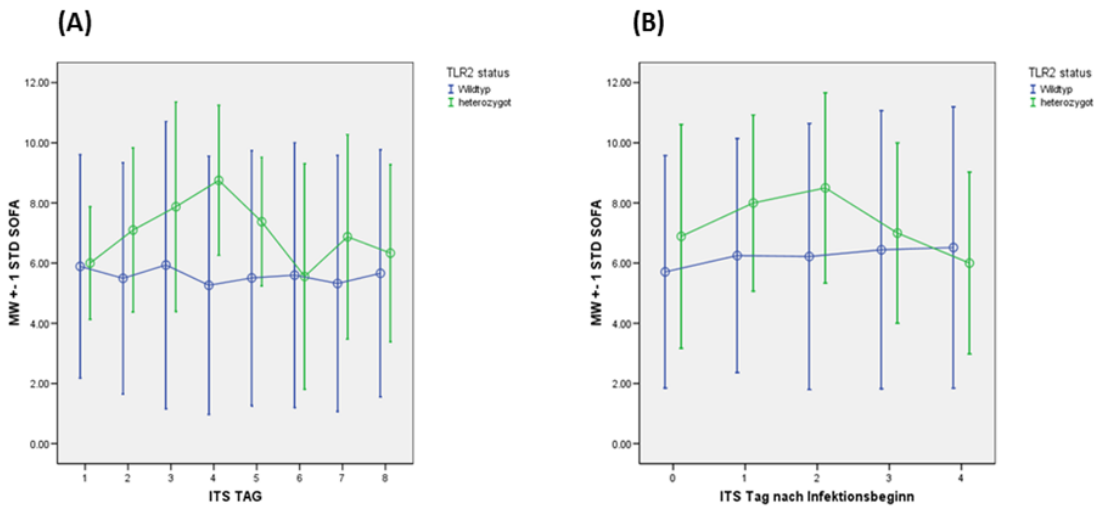 (A)
MW +- 1 STD SOFA
12.00
10.00
8.00
6.00
4.00
2.00
0.00
1 2 3 4 5 6 7 8
ITS TAG
TLR2 status
Wildtyp
heterozygot
(B)
MW +- 1 STD SOFA
12.00
10.00
8.00
6.00
4.00
2.00
0.00
0 1 2 3 4
ITS Tag nach Infektionsbeginn
TLR2 status
Wildtyp
heterozygot